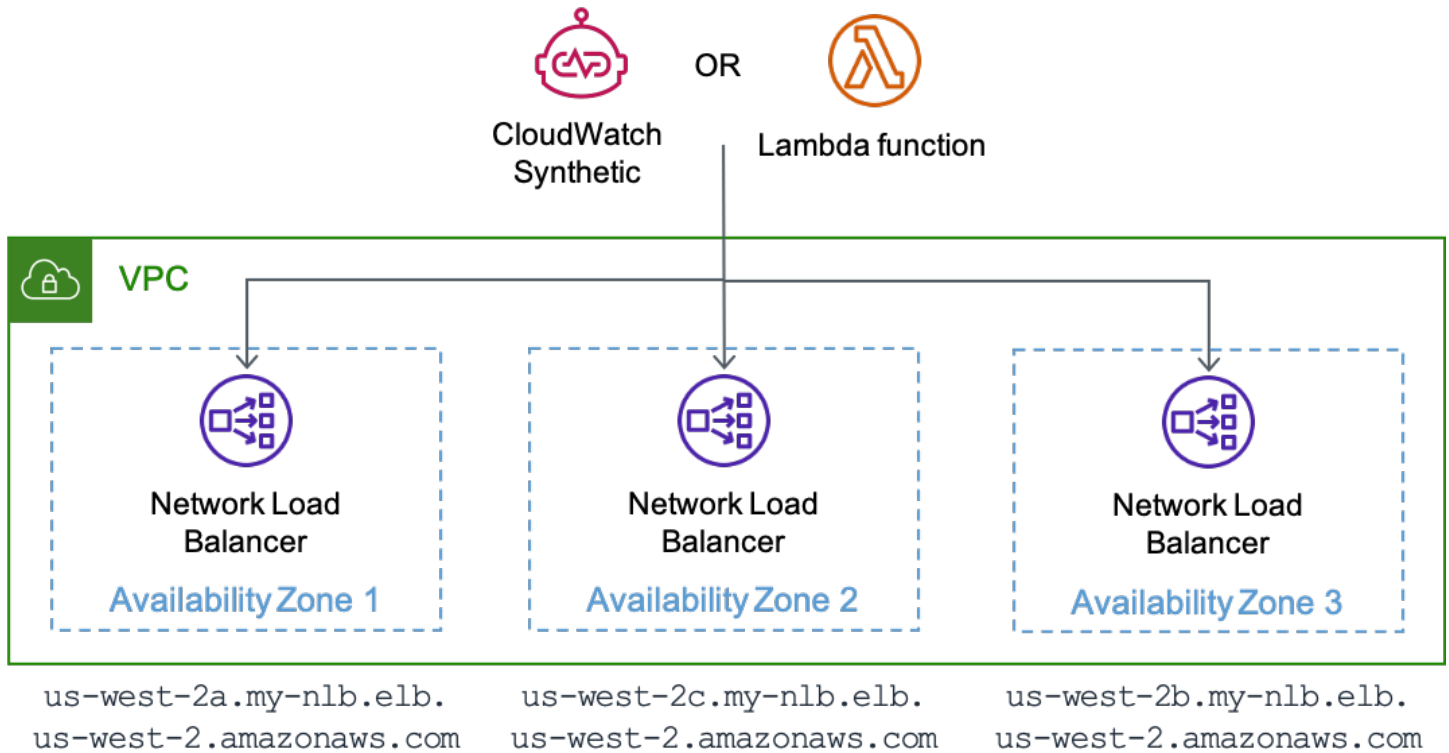 OR
CloudWatch
Synthetic
Lambda function
VPC
Network Load
Balancer
Availability Zone 1
Network Load
Balancer
Availability Zone 2
Network Load
Balancer
Availability Zone 3
us-west-2a.my-nlb.elb.
us-west-2.amazonaws.com
us-west-2c.my-nlb.elb.
us-west-2.amazonaws.com
us-west-2b.my-nlb.elb.
us-west-2.amazonaws.com